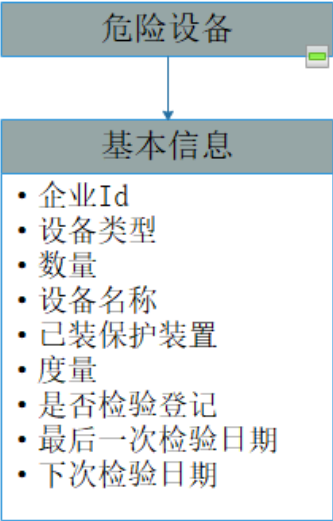 危险设备
基本信息
• 企业Id
• 设备类型
• 数量
• 设备名称
• 已装保护装置
• 度量
• 是否检验登记
• 最后一次检验日期
• 下次检验日期